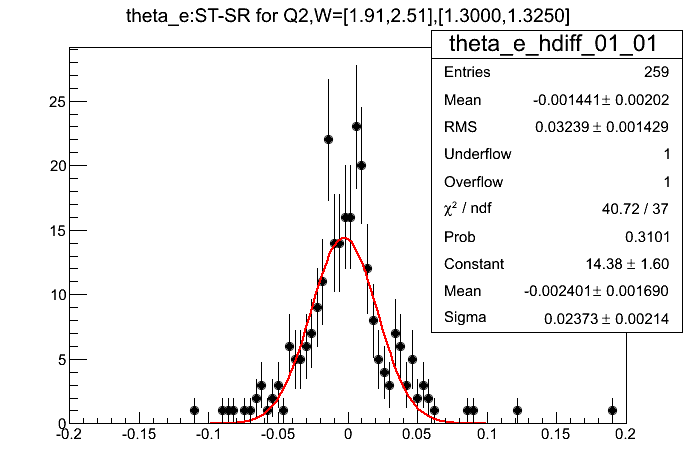 theta_e:ST-SR for Q2,W=[1.91,2.51],[1.3000,1.3250]
theta_e_hdiff_01_01
Entries 259
Mean -0.001441± 0.00202
RMS 0.03239 ± 0.001429
Underflow 1
Overflow 1
χ² / ndf 40.72 / 37
Prob 0.3101
Constant 14.38 ± 1.60
Mean -0.002401± 0.001690
Sigma 0.02373 ± 0.00214
25
20
15
10
5
0
-0.2 -0.15 -0.1 -0.05 0 0.05 0.1 0.15 0.2